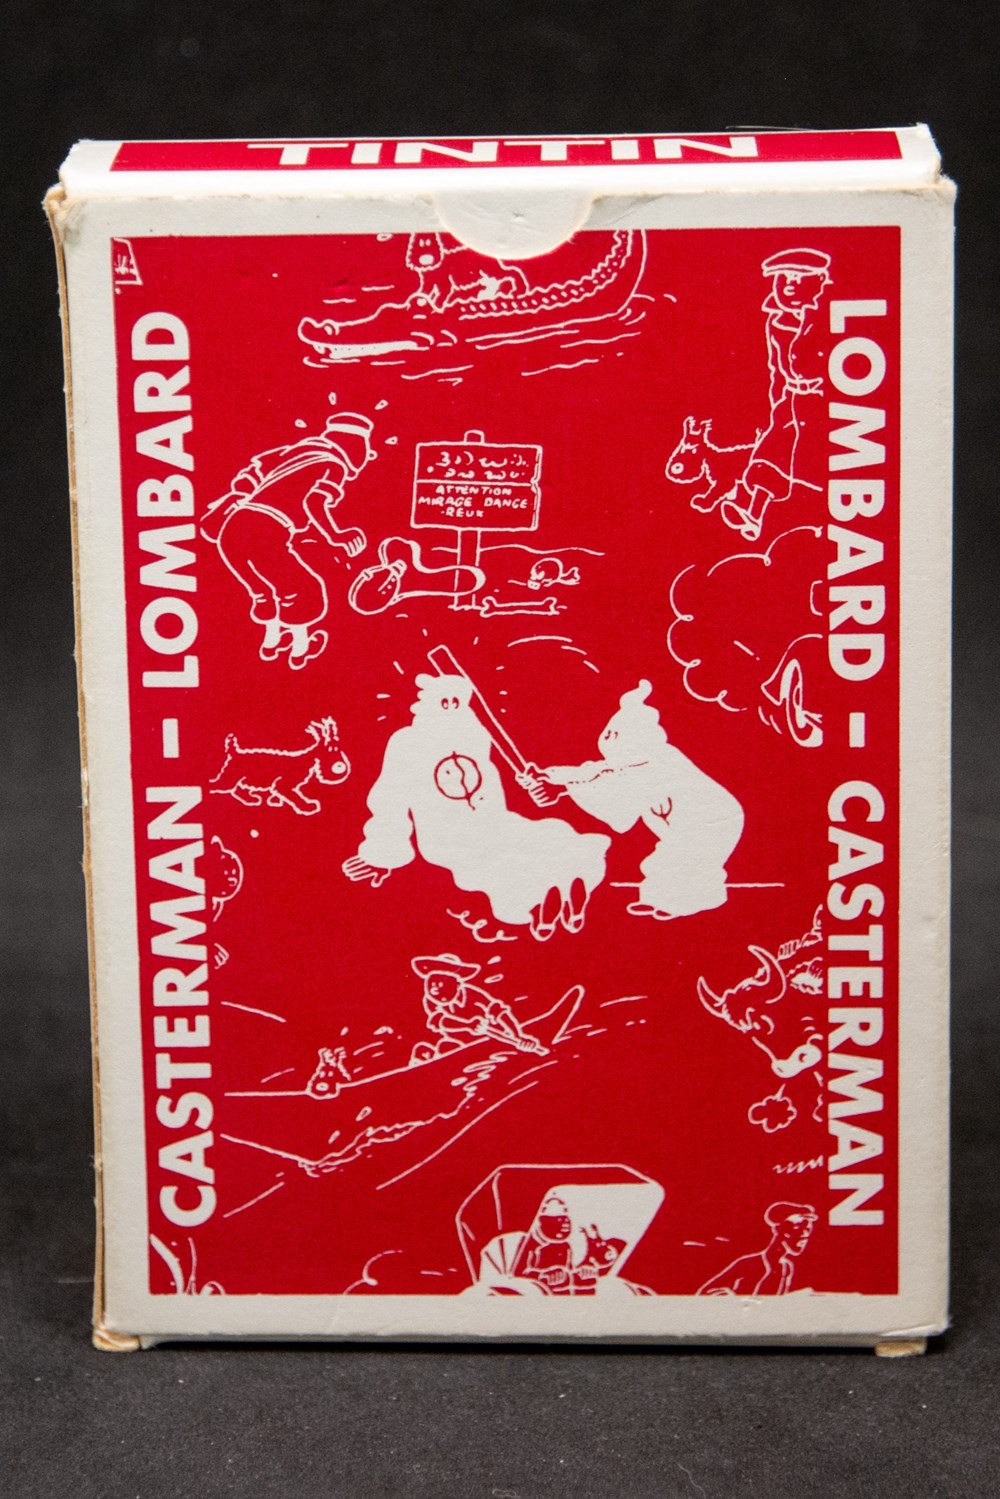 TINTIN
CASTERMAN - LOMBARD
LOMBARD - CASTERMAN
ATTENTION
MIRAGE DANGE
-REUX